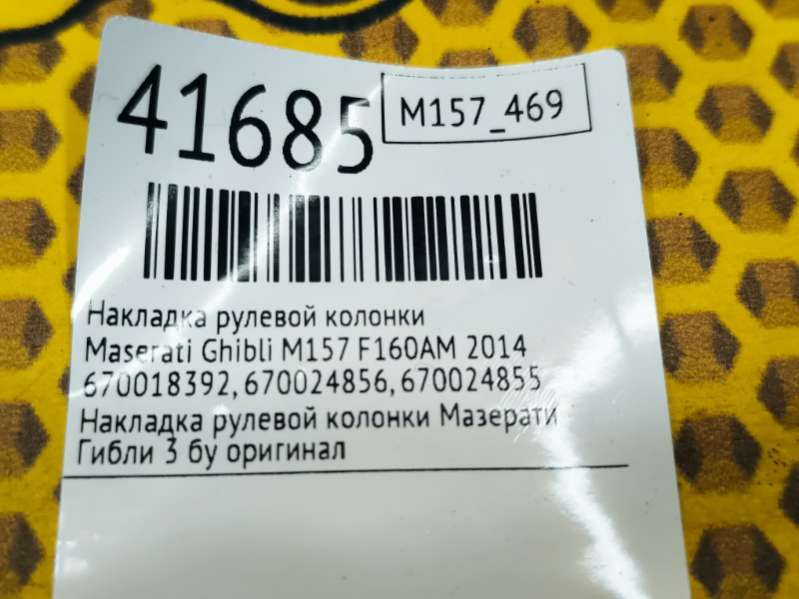 41685
M157_469
Накладка рулевой колонки
Maserati Ghibli M157 F160AM 2014
670018392, 670024856, 670024855
Накладка рулевой колонки Мазерати
Гибли 3 бу оригинал